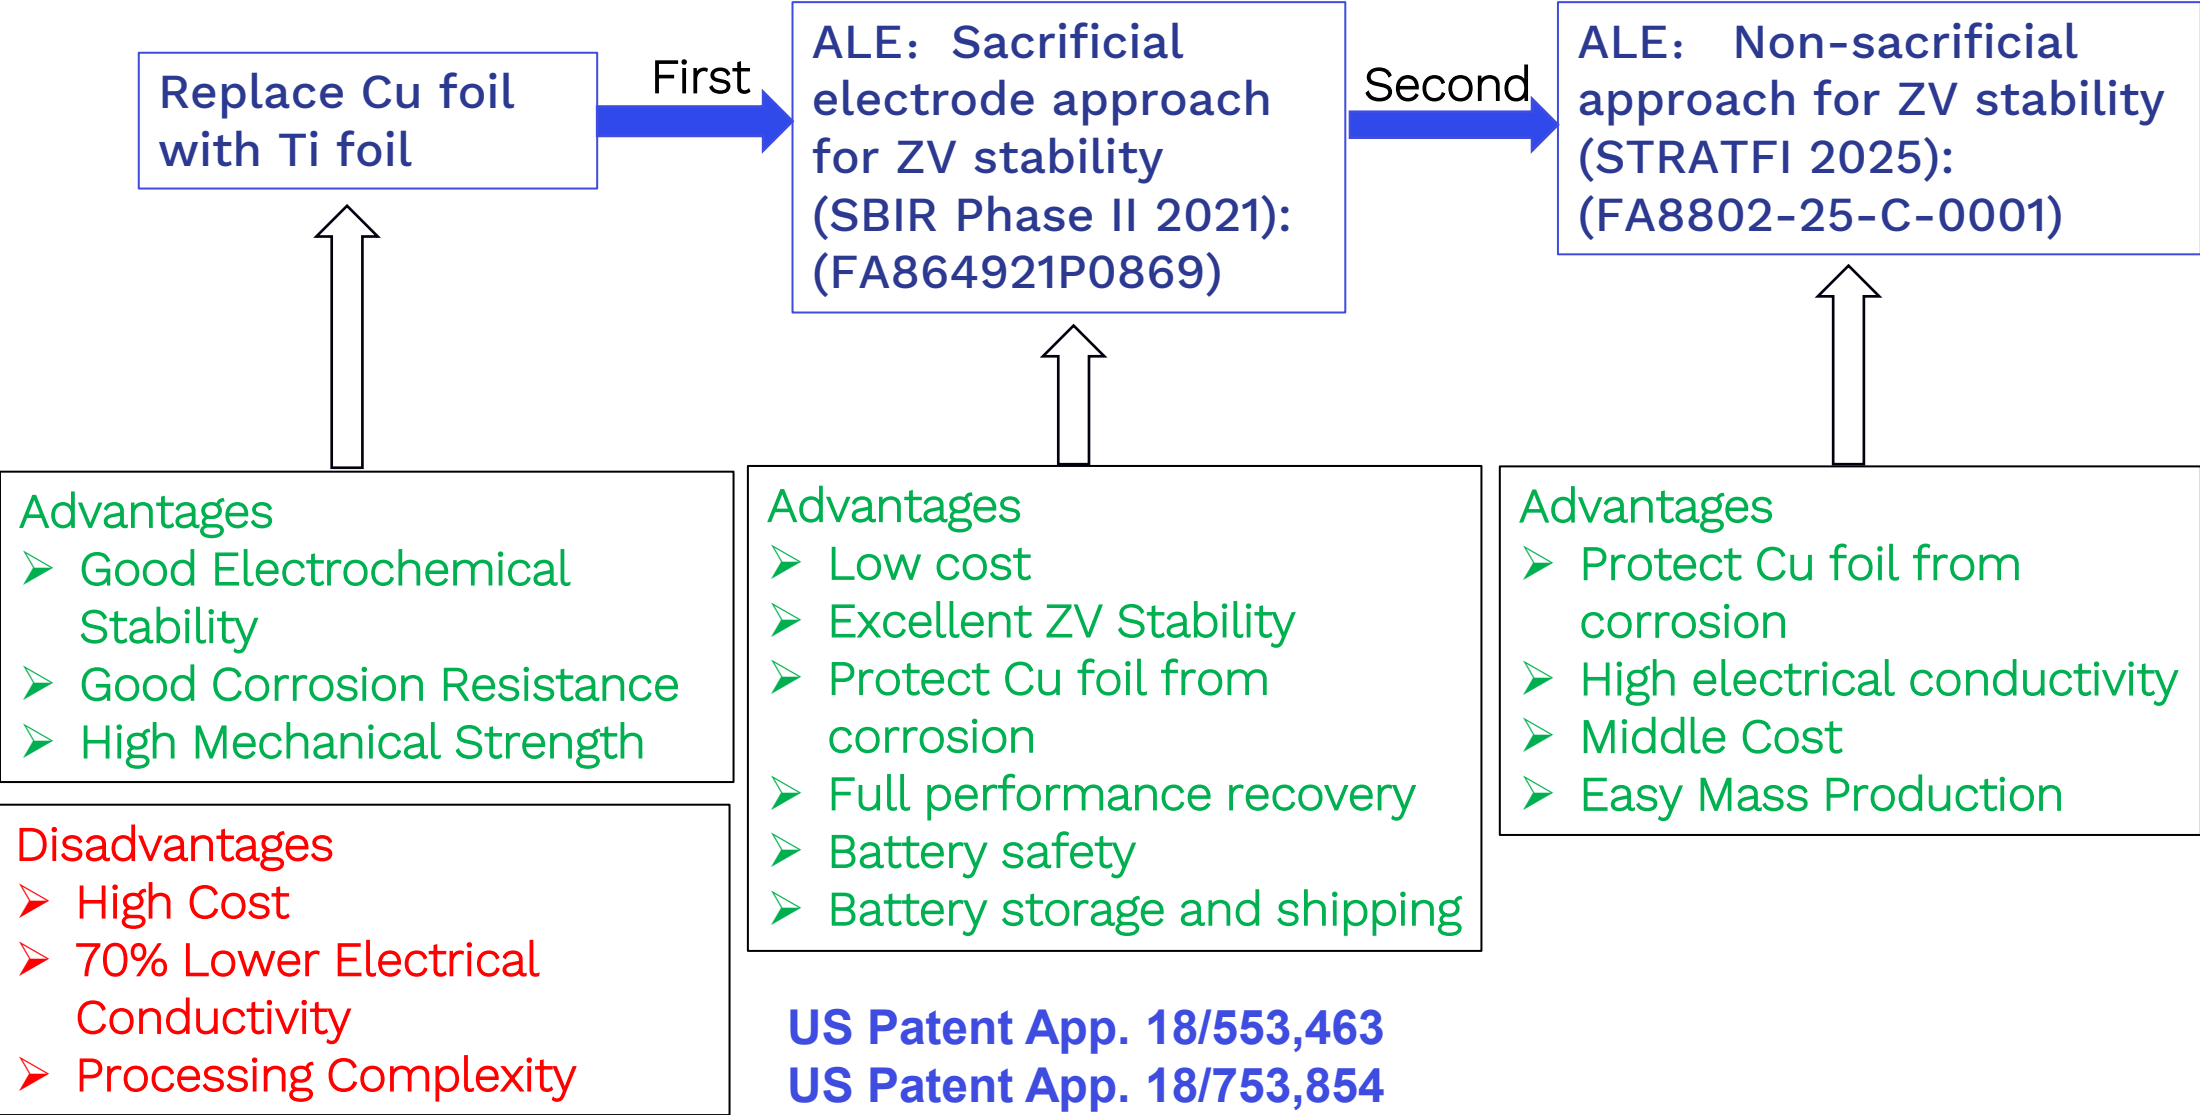 Replace Cu foil
with Ti foil
First
ALE: Sacrificial
electrode approach
for ZV stability
(SBIR Phase II 2021):
(FA864921P0869)
Second
ALE: Non-sacrificial
approach for ZV stability
(STRATFI 2025):
(FA8802-25-C-0001)
Advantages
➢ Good Electrochemical
Stability
➢ Good Corrosion Resistance
➢ High Mechanical Strength
Disadvantages
➢ High Cost
➢ 70% Lower Electrical
Conductivity
➢ Processing Complexity
Advantages
➢ Low cost
➢ Excellent ZV Stability
➢ Protect Cu foil from
corrosion
➢ Full performance recovery
➢ Battery safety
➢ Battery storage and shipping
Advantages
➢ Protect Cu foil from
corrosion
➢ High electrical conductivity
➢ Middle Cost
➢ Easy Mass Production
US Patent App. 18/553,463
US Patent App. 18/753,854